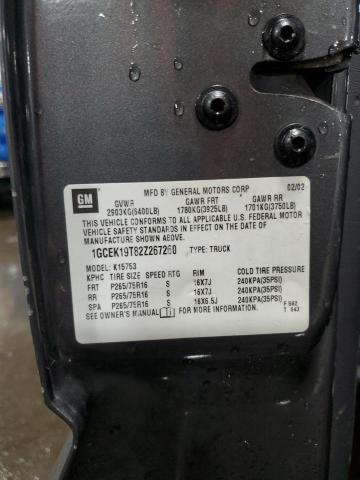 GM
MFD BY GENERAL MOTORS CORP 02/02
GVWR GAWR FRT GAWR RR
2903KG(6400LB) 1780KG(3925LB) 1701KG(3750LB)
THIS VEHICLE CONFORMS TO ALL APPLICABLE U.S. FEDERAL MOTOR
VEHICLE SAFETY STANDARDS IN EFFECT ON THE DATE OF
MANUFACTURE SHOWN ABOVE.
1GCEK19T82Z267260 TYPE: TRUCK
MODEL: K15753
KPHC TIRE SIZE SPEED RTG RIM COLD TIRE PRESSURE
FRT P265/75R16 S 16X7J 240KPA(35PSI)
RR P265/75R16 S 16X7J 240KPA(35PSI)
SPA P265/75R16 S 16X6.5J 240KPA(35PSI)
SEE OWNER'S MANUAL FOR MORE INFORMATION. F 562
T 643